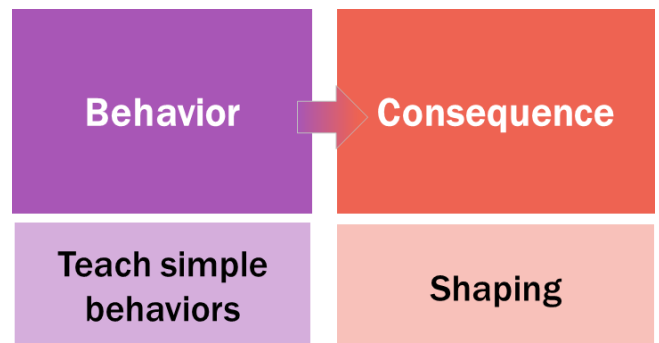 Behavior
Consequence
Teach simple
behaviors
Shaping